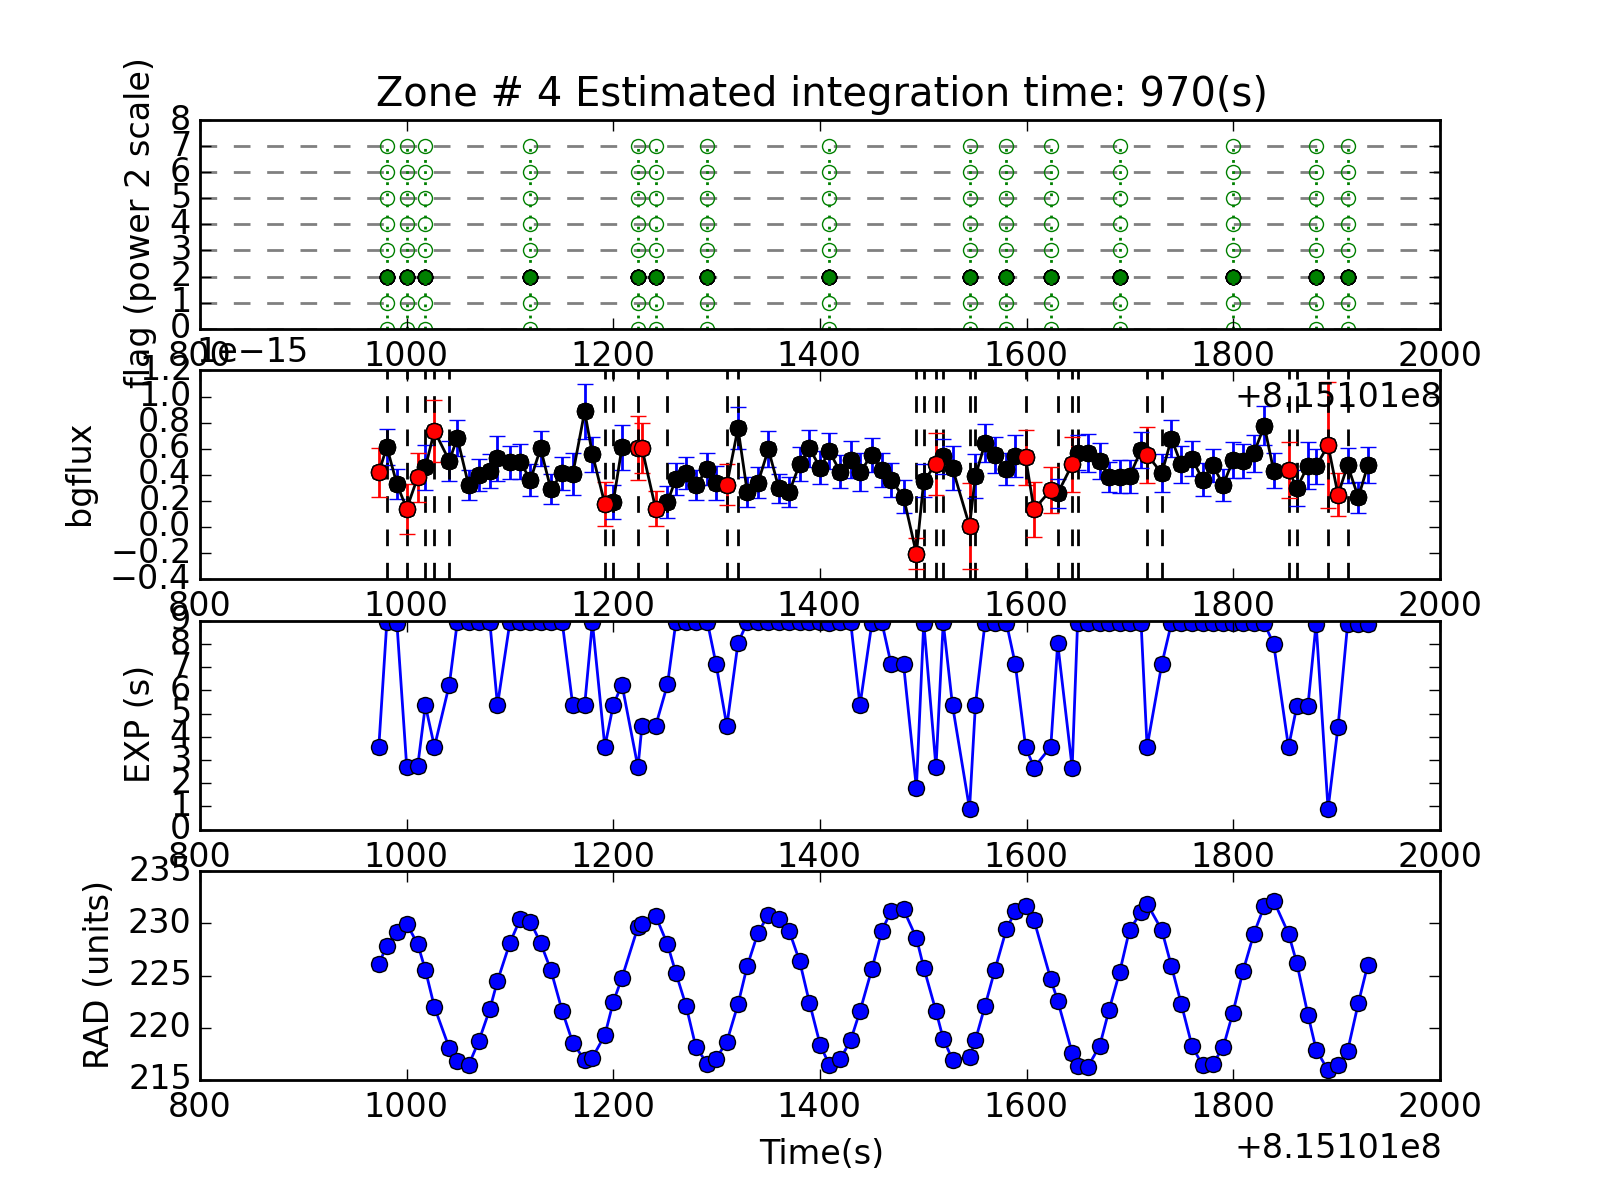 Zone # 4 Estimated integration time: 970(s)
flag (power 2 scale)
8
7
6
5
4
3
2
1
0
800 1000 1200 1400 1600 1800 2000
1e−15
+8.15101e8
bgflux
1.2
1.0
0.8
0.6
0.4
0.2
0.0
−0.2
−0.4
800 1000 1200 1400 1600 1800 2000
EXP (s)
9
8
7
6
5
4
3
2
1
0
800 1000 1200 1400 1600 1800 2000
RAD (units)
235
230
225
220
215
800 1000 1200 1400 1600 1800 2000
Time(s)
+8.15101e8